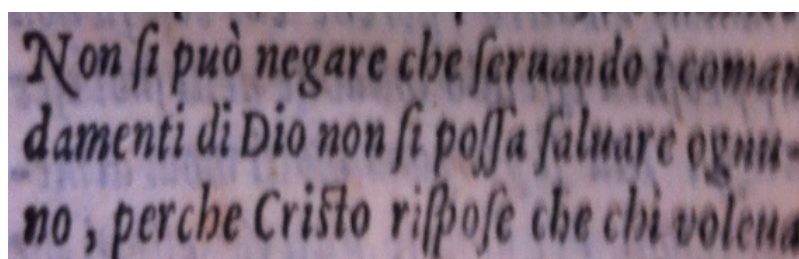 Non ſi può negare che ſeruando i coman
damenti di Dio non ſi poſſa ſaluare ognu-
no, perche Criſto riſpoſe che chi voleua